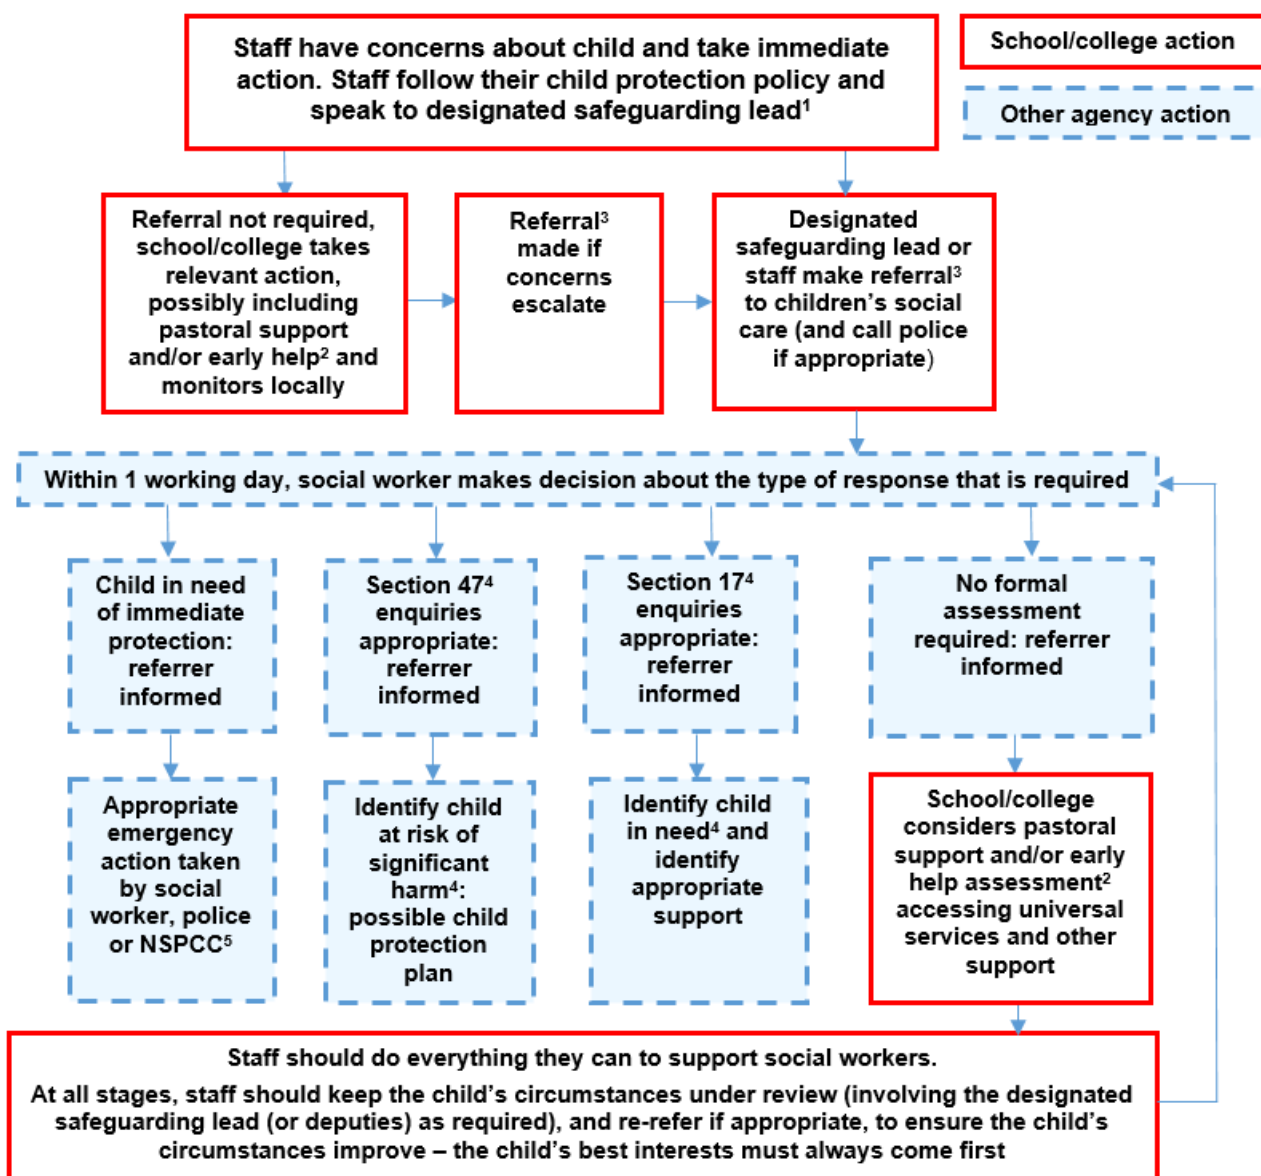 Staff have concerns about child and take immediate
action. Staff follow their child protection policy and
speak to designated safeguarding lead¹
School/college action
Other agency action
Referral not required,
school/college takes
relevant action,
possibly including
pastoral support
and/or early help² and
monitors locally
Referral³
made if
concerns
escalate
Designated
safeguarding lead or
staff make referral³
to children’s social
care (and call police
if appropriate)
Within 1 working day, social worker makes decision about the type of response that is required
Child in need
of immediate
protection:
referrer
informed
Section 47⁴
enquiries
appropriate:
referrer
informed
Section 17⁴
enquiries
appropriate:
referrer
informed
No formal
assessment
required: referrer
informed
Appropriate
emergency
action taken
by social
worker, police
or NSPCC⁵
Identify child
at risk of
significant
harm⁴:
possible child
protection
plan
Identify child
in need⁴ and
identify
appropriate
support
School/college
considers pastoral
support and/or early
help assessment²
accessing universal
services and other
support
Staff should do everything they can to support social workers.
At all stages, staff should keep the child’s circumstances under review (involving the designated
safeguarding lead (or deputies) as required), and re-refer if appropriate, to ensure the child’s
circumstances improve – the child’s best interests must always come first